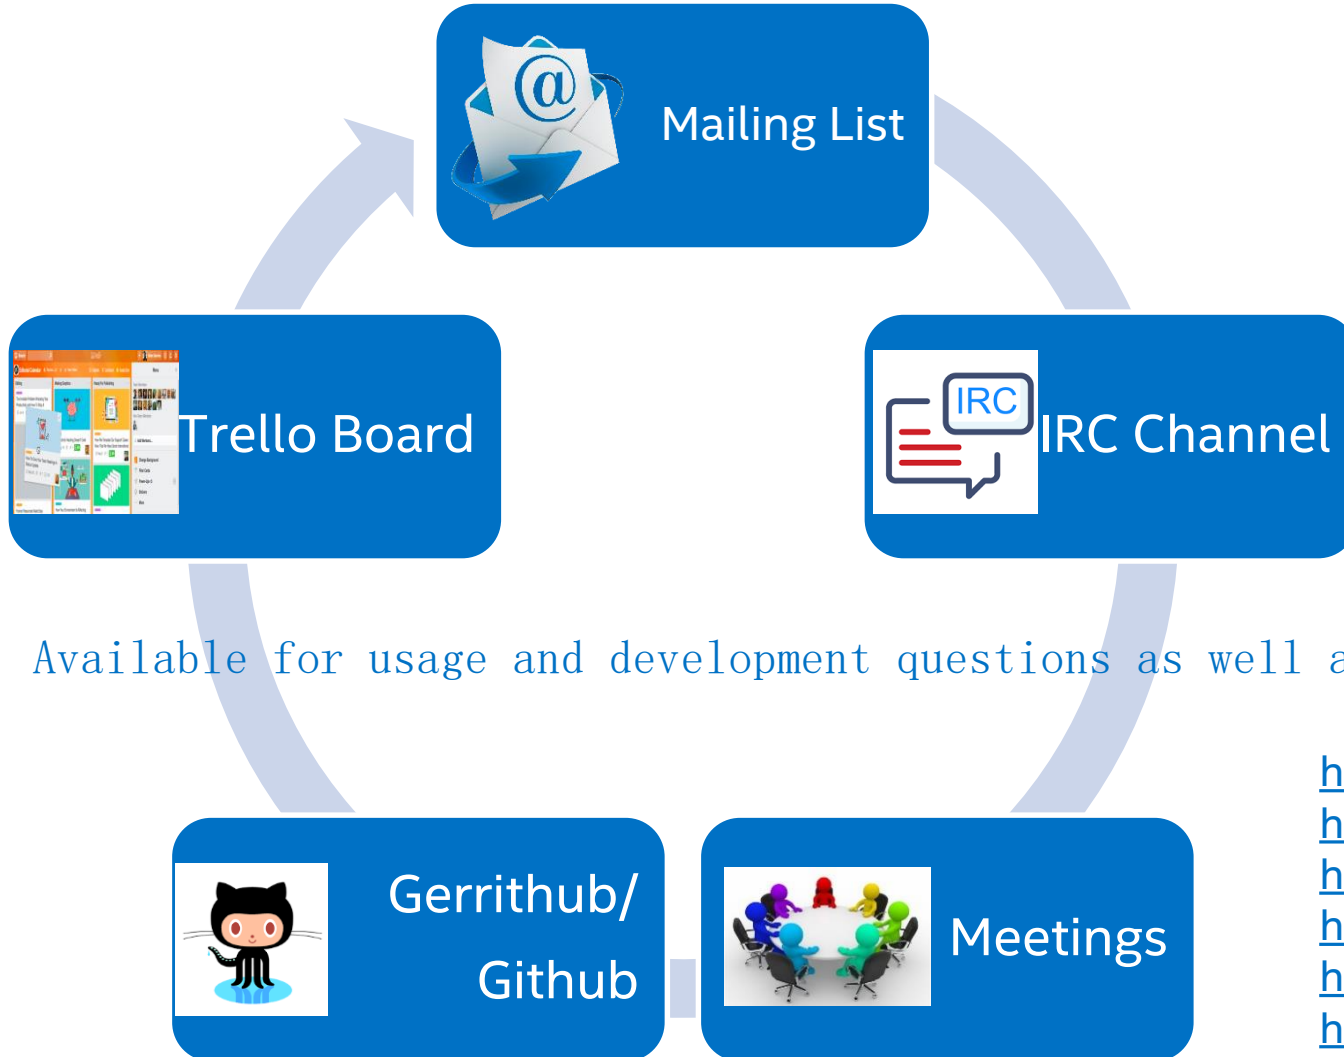 @
Mailing List
Trello Board
IRC
IRC Channel
Available for usage and development questions as well a
h
h
h
h
h
h
Gerrithub/
Github
Meetings